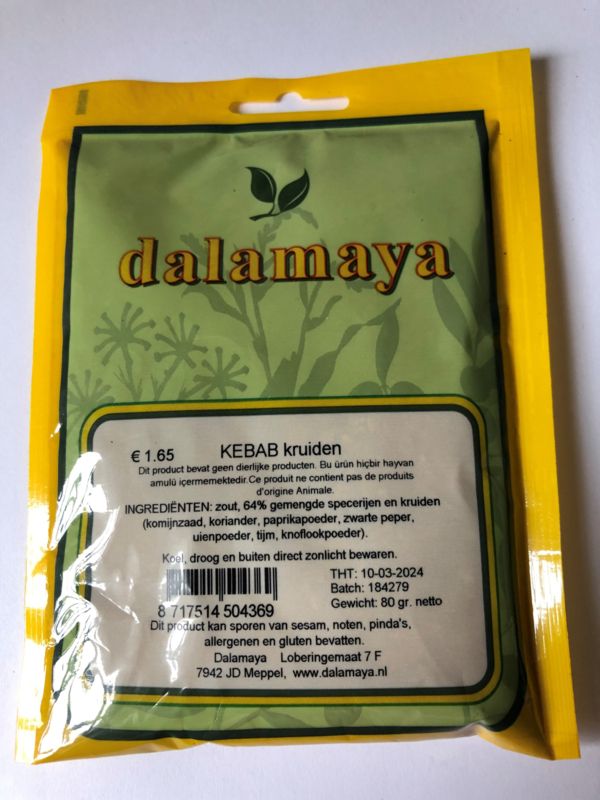 dalamaya
€ 1.65 KEBAB kruiden
Dit product bevat geen dierlijke producten. Bu ürün hiçbir hayvan
amulü içermemektedir.Ce produit ne contient pas de produits
d'origine Animale.
INGREDIËNTEN: zout, 64% gemengde specerijen en kruiden
(komijnzaad, koriander, paprikapoeder, zwarte peper,
uienpoeder, tijm, knoflookpoeder).
Koel, droog en buiten direct zonlicht bewaren.
THT: 10-03-2024
Batch: 184279
Gewicht: 80 gr. netto
8 717514 504369
Dit product kan sporen van sesam, noten, pinda's,
allergenen en gluten bevatten.
Dalamaya Loberingemaat 7 F
7942 JD Meppel, www.dalamaya.nl